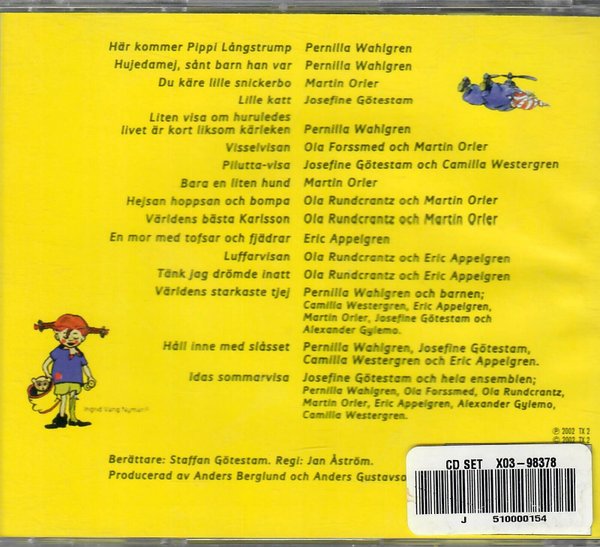 Här kommer Pippi Långstrump Pernilla Wahlgren
Hujedamej, sånt barn han var Pernilla Wahlgren
Du käre lille snickerbo Martin Orler
Lille katt Josefine Götestam
Liten visa om huruledes
livet är kort liksom kärleken Pernilla Wahlgren
Visselvisan Ola Forssmed och Martin Orler
Pilutta-visa Josefine Götestam och Camilla Westergren
Bara en liten hund Martin Orler
Hejsan hoppsan och bompa Ola Rundcrantz och Martin Orler
Världens bästa Karlsson Ola Rundcrantz och Martin Orler
En mor med tofsar och fjädrar Eric Appelgren
Luffarvisan Ola Rundcrantz och Eric Appelgren
Tänk jag drömde inatt Ola Rundcrantz och Eric Appelgren
Världens starkaste tjej Pernilla Wahlgren och barnen;
Camilla Westergren, Eric Appelgren,
Martin Orler, Josefine Götestam och
Alexander Gylemo.
Håll inne med slåsset Pernilla Wahlgren, Josefine Götestam,
Camilla Westergren och Eric Appelgren.
Idas sommarvisa Josefine Götestam och hela ensemblen;
Pernilla Wahlgren, Ola Forssmed, Ola Rundcrantz,
Martin Orler, Eric Appelgren, Alexander Gylemo,
Camilla Westergren.
Ingrid Vang Nyman©
℗ 2002 TX 2
© 2002 TX 2
Berättare: Staffan Götestam. Regi: Jan Åström.
Producerad av Anders Berglund och Anders Gustavso
CD SET X03-98378
J 510000154